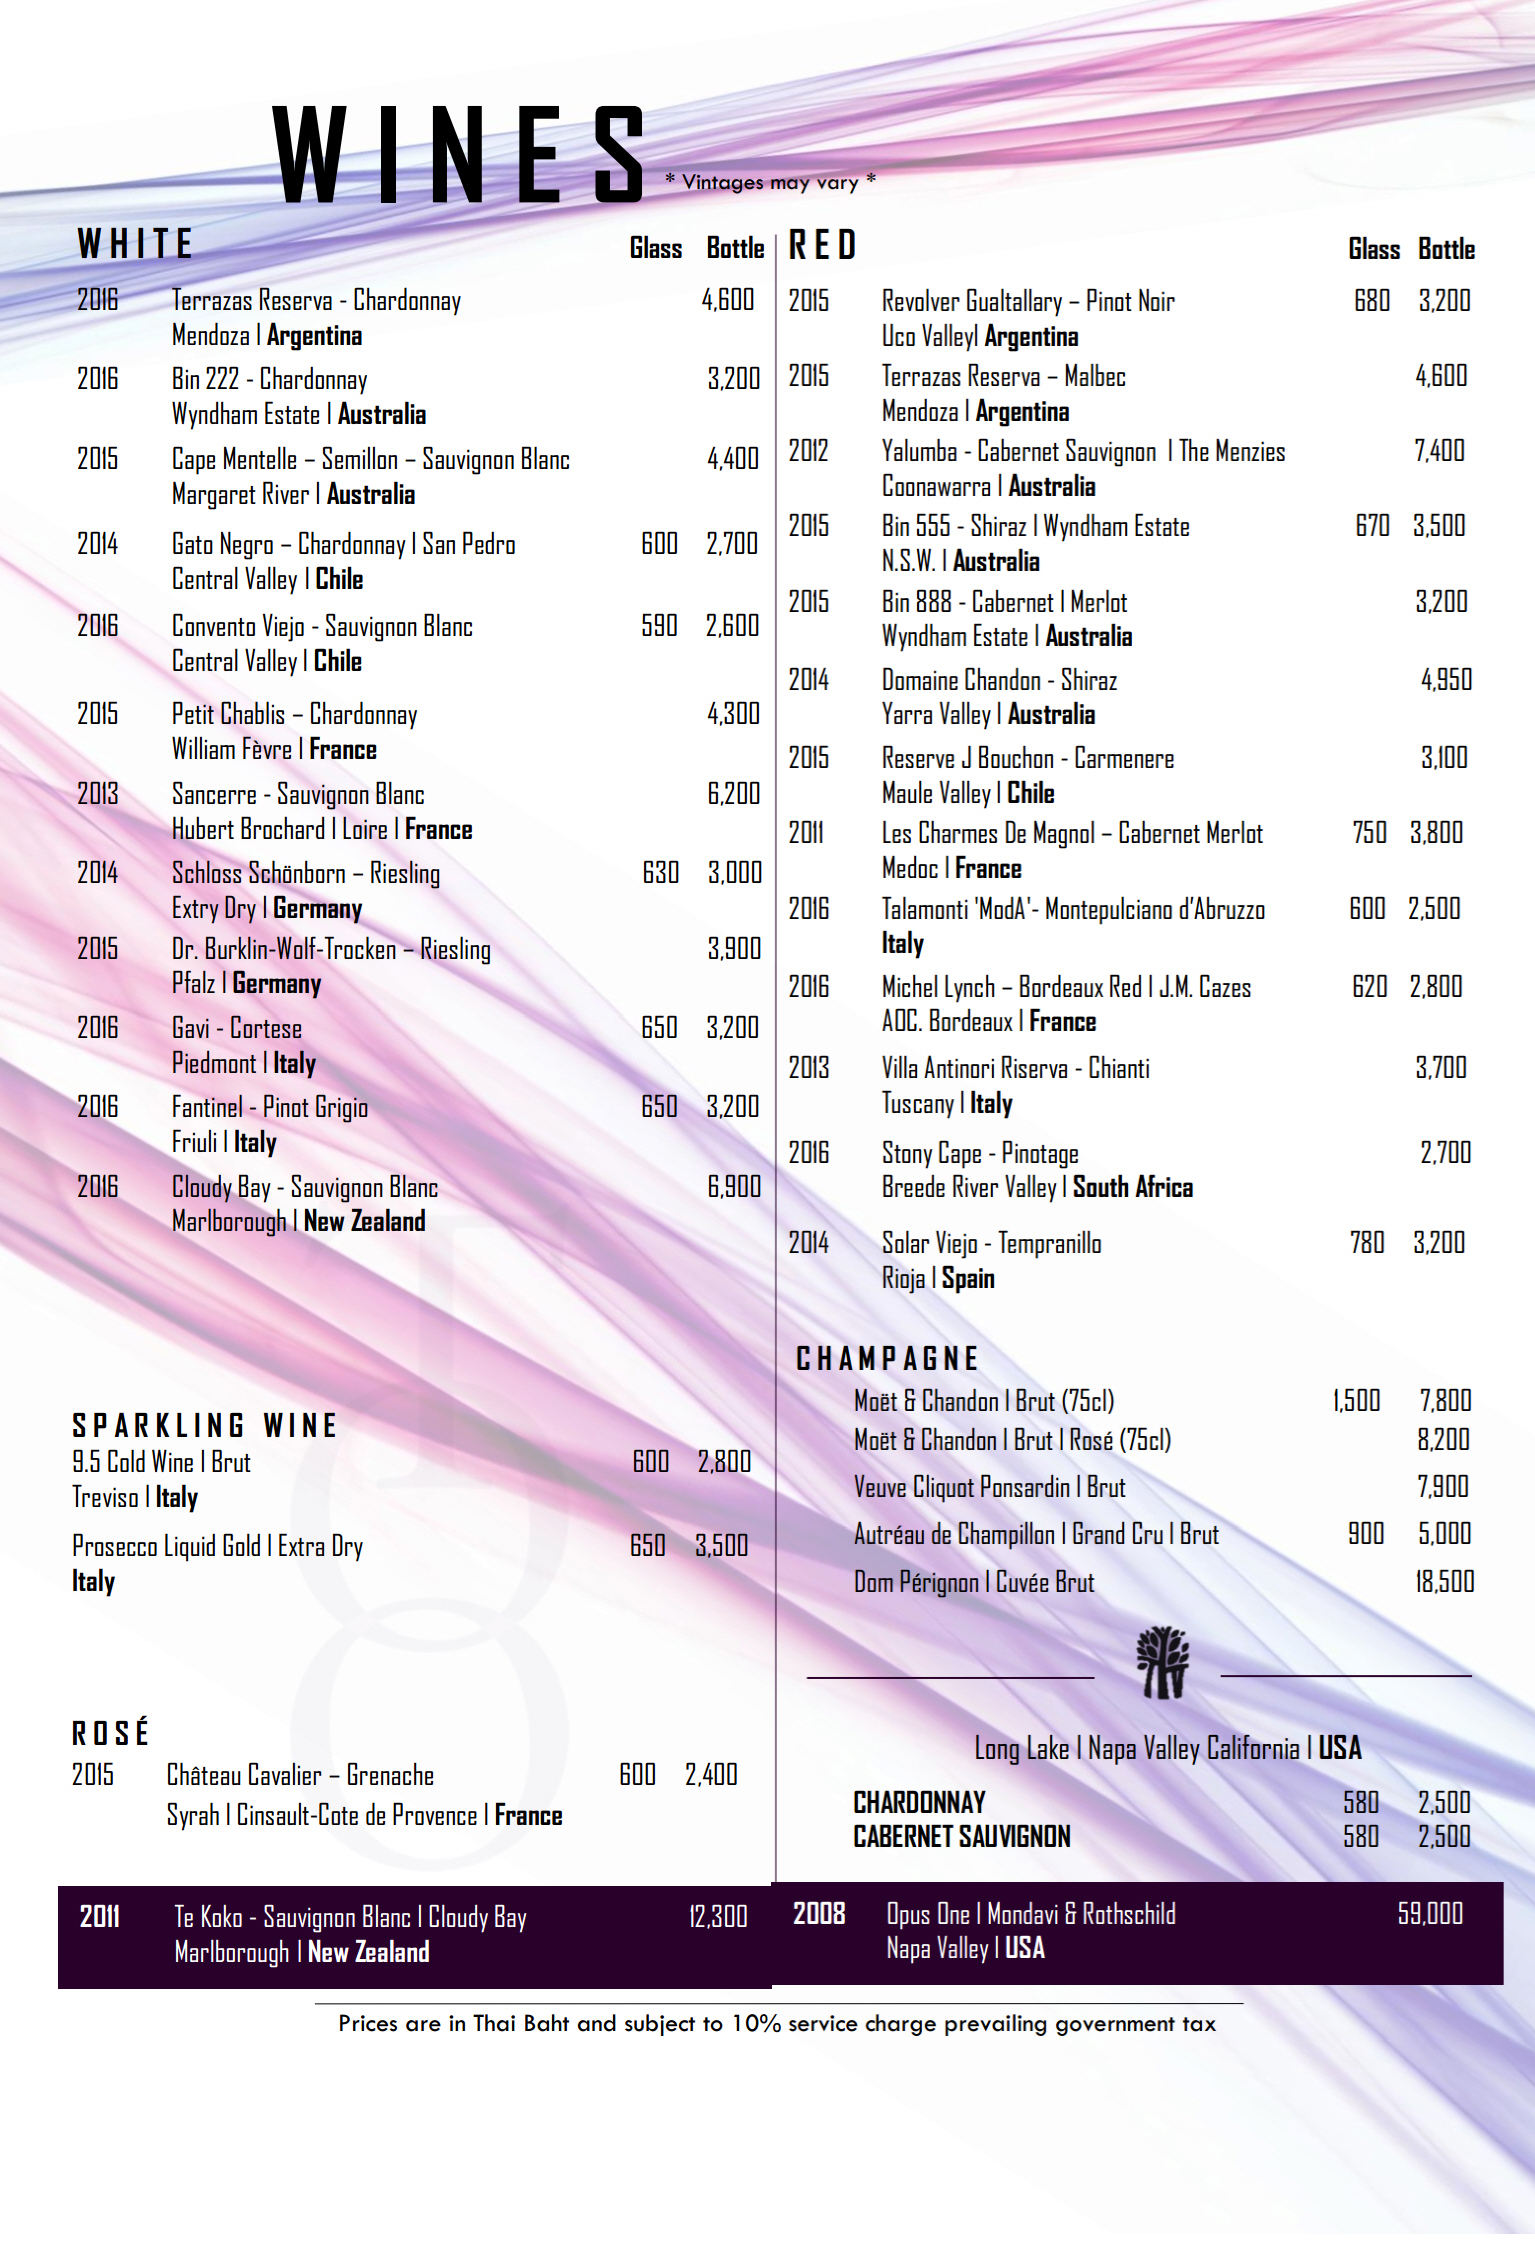 WINES
* Vintages may vary *
WHITE Glass Bottle
2016 Terrazas Reserva - Chardonnay 4,600
Mendoza | Argentina
2016 Bin 222 - Chardonnay 3,200
Wyndham Estate | Australia
2015 Cape Mentelle – Semillon – Sauvignon Blanc 4,400
Margaret River | Australia
2014 Gato Negro – Chardonnay | San Pedro 600 2,700
Central Valley | Chile
2016 Convento Viejo - Sauvignon Blanc 590 2,600
Central Valley | Chile
2015 Petit Chablis – Chardonnay 4,300
William Fèvre | France
2013 Sancerre - Sauvignon Blanc 6,200
Hubert Brochard | Loire | France
2014 Schloss Schönborn – Riesling 630 3,000
Extry Dry | Germany
2015 Dr. Burklin-Wolf-Trocken – Riesling 3,900
Pfalz | Germany
2016 Gavi - Cortese 650 3,200
Piedmont | Italy
2016 Fantinel - Pinot Grigio 650 3,200
Friuli | Italy
2016 Cloudy Bay - Sauvignon Blanc 6,900
Marlborough | New Zealand
SPARKLING WINE
9.5 Cold Wine | Brut 600 2,800
Treviso | Italy
Prosecco Liquid Gold | Extra Dry 650 3,500
Italy
ROSÉ
2015 Château Cavalier – Grenache 600 2,400
Syrah | Cinsault-Cote de Provence | France
2011 Te Koko - Sauvignon Blanc | Cloudy Bay 12,300
Marlborough | New Zealand
RED Glass Bottle
2015 Revolver Gualtallary – Pinot Noir 680 3,200
Uco Valley| Argentina
2015 Terrazas Reserva – Malbec 4,600
Mendoza | Argentina
2012 Yalumba - Cabernet Sauvignon | The Menzies 7,400
Coonawarra | Australia
2015 Bin 555 - Shiraz | Wyndham Estate 670 3,500
N.S.W. | Australia
2015 Bin 888 - Cabernet | Merlot 3,200
Wyndham Estate | Australia
2014 Domaine Chandon - Shiraz 4,950
Yarra Valley | Australia
2015 Reserve J Bouchon - Carmenere 3,100
Maule Valley | Chile
2011 Les Charmes De Magnol – Cabernet Merlot 750 3,800
Medoc | France
2016 Talamonti 'ModA'- Montepulciano d’Abruzzo 600 2,500
Italy
2016 Michel Lynch – Bordeaux Red | J.M. Cazes 620 2,800
AOC. Bordeaux | France
2013 Villa Antinori Riserva - Chianti 3,700
Tuscany | Italy
2016 Stony Cape - Pinotage 2,700
Breede River Valley | South Africa
2014 Solar Viejo - Tempranillo 780 3,200
Rioja | Spain
CHAMPAGNE
Moët & Chandon | Brut (75cl) 1,500 7,800
Moët & Chandon | Brut | Rosé (75cl) 8,200
Veuve Cliquot Ponsardin | Brut 7,900
Autréau de Champillon | Grand Cru | Brut 900 5,000
Dom Pérignon | Cuvée Brut 18,500
Long Lake | Napa Valley California | USA
CHARDONNAY 580 2,500
CABERNET SAUVIGNON 580 2,500
2008 Opus One | Mondavi & Rothschild 59,000
Napa Valley | USA
Prices are in Thai Baht and subject to 10% service charge prevailing government tax